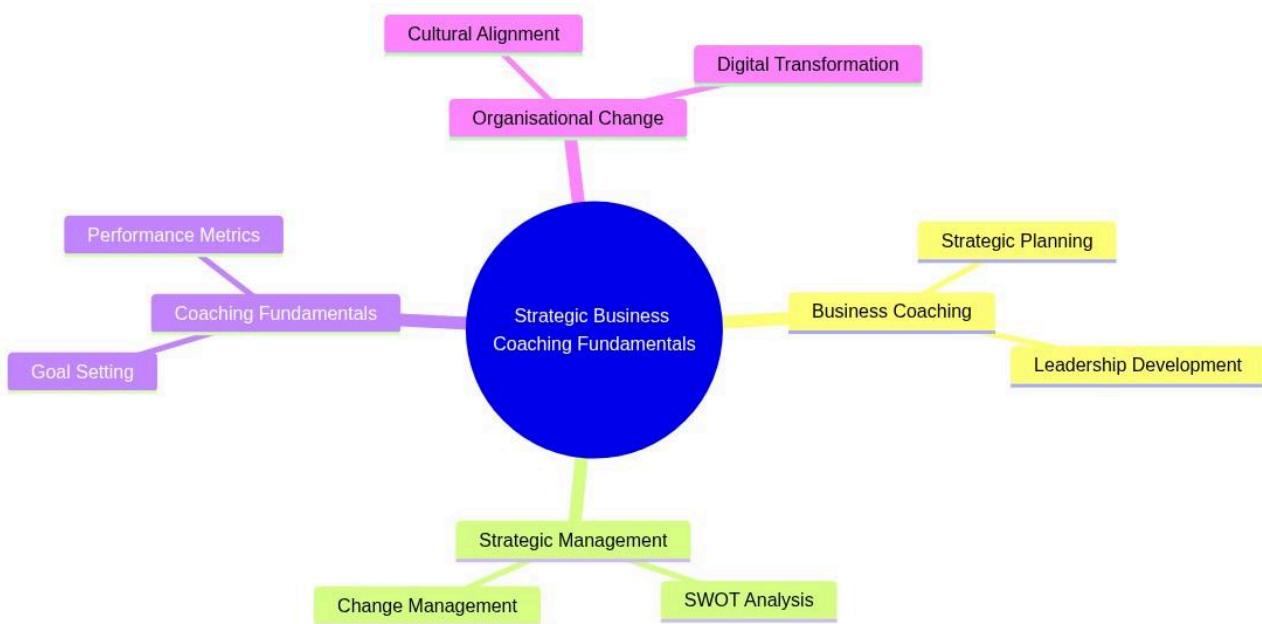 Cultural Alignment
Digital Transformation
Organisational Change
Performance Metrics
Strategic Planning
Coaching Fundamentals
Strategic Business
Coaching Fundamentals
Business Coaching
Goal Setting
Leadership Development
Strategic Management
Change Management
SWOT Analysis